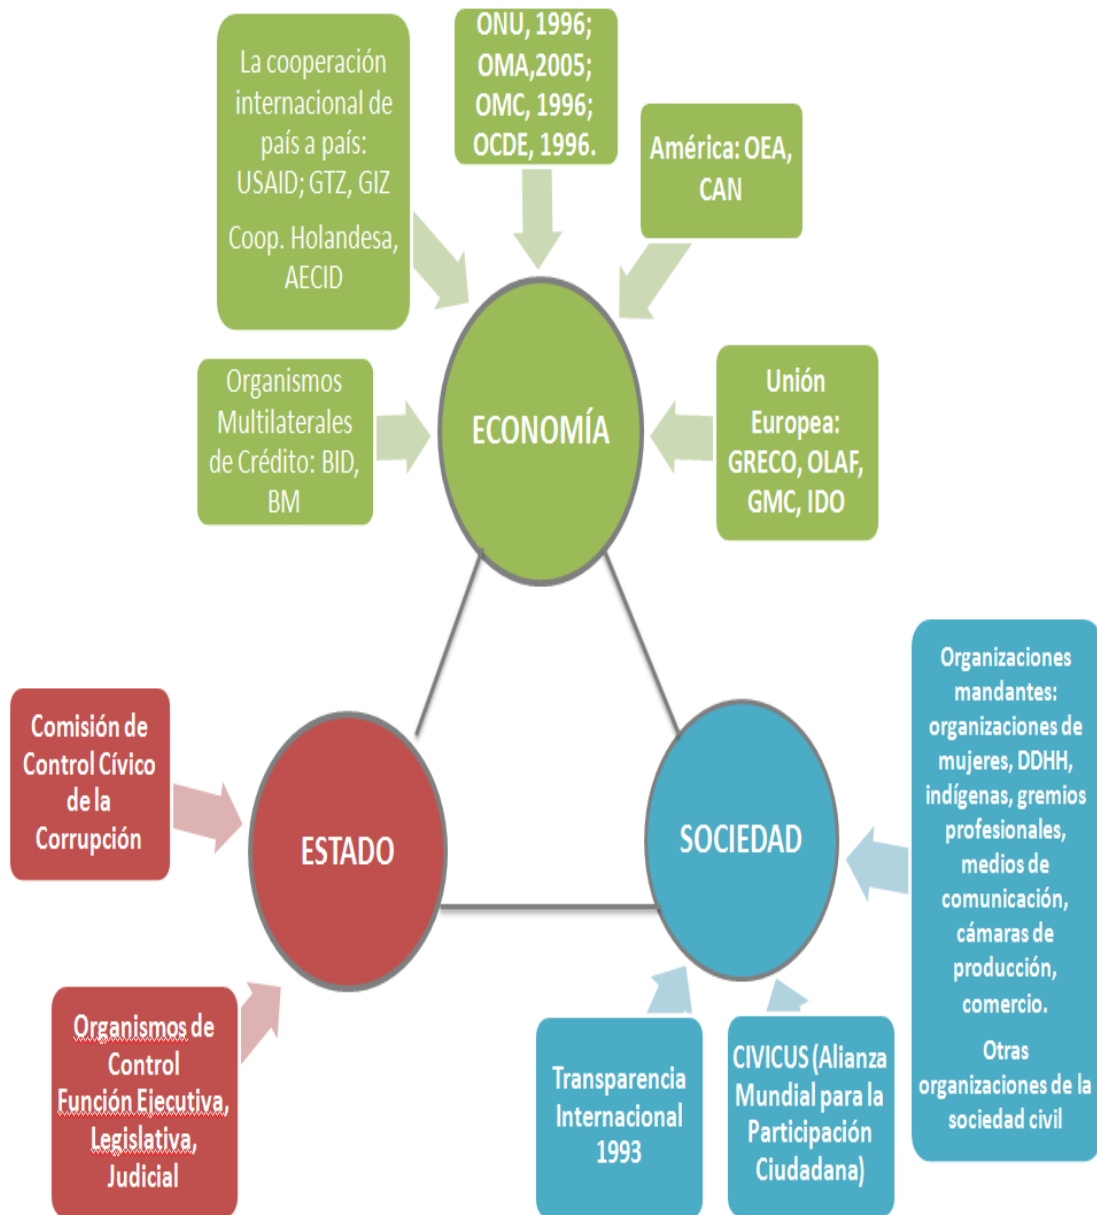 La cooperación
internacional de
país a país:
USAID; GTZ, GIZ
Coop. Holandesa,
AECID
ONU, 1996;
OMA,2005;
OMC, 1996;
OCDE, 1996.
América: OEA,
CAN
Organismos
Multilaterales
de Crédito: BID,
BM
ECONOMÍA
Unión
Europea:
GRECO, OLAF,
GMC, IDO
Comisión de
Control Cívico
de la
Corrupción
ESTADO
SOCIEDAD
Organizaciones
mandantes:
organizaciones de
mujeres, DDHH,
indígenas, gremios
profesionales,
medios de
comunicación,
cámaras de
producción,
comercio.
Otras
organizaciones de la
sociedad civil
Organismos de
Control
Función Ejecutiva,
Legislativa,
Judicial
Transparencia
Internacional
1993
CIVICUS (Alianza
Mundial para la
Participación
Ciudadana)